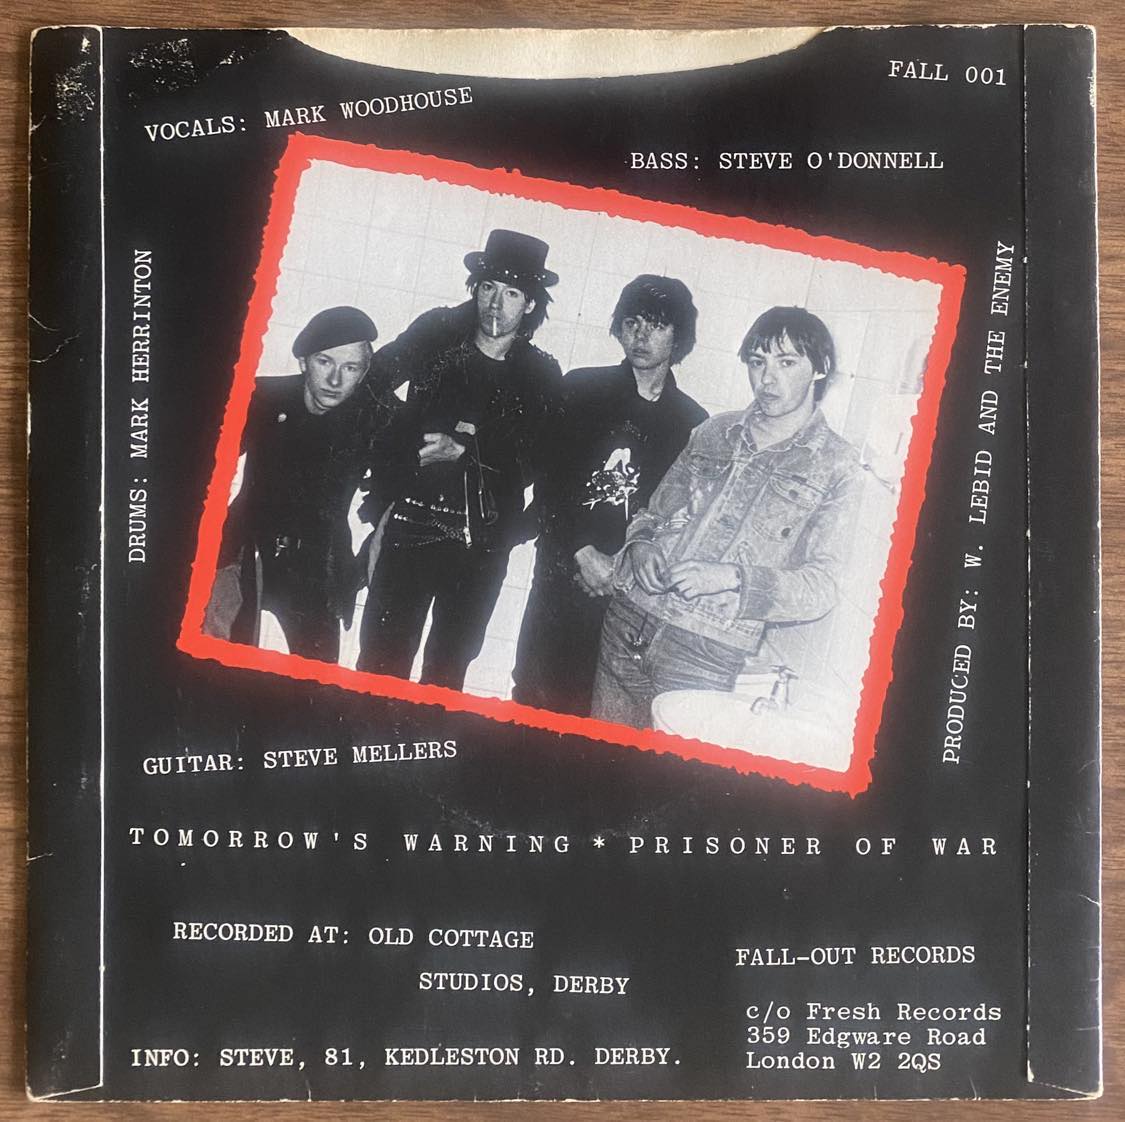 FALL 001
VOCALS: MARK WOODHOUSE
BASS: STEVE O'DONNELL
DRUMS: MARK HERRINTON
PRODUCED BY: W. LEBID AND THE ENEMY
GUITAR: STEVE MELLERS
TOMORROW'S WARNING * PRISONER OF WAR
RECORDED AT: OLD COTTAGE
STUDIOS, DERBY
FALL-OUT RECORDS
c/o Fresh Records
359 Edgware Road
London W2 2QS
INFO: STEVE, 81, KEDLESTON RD. DERBY.